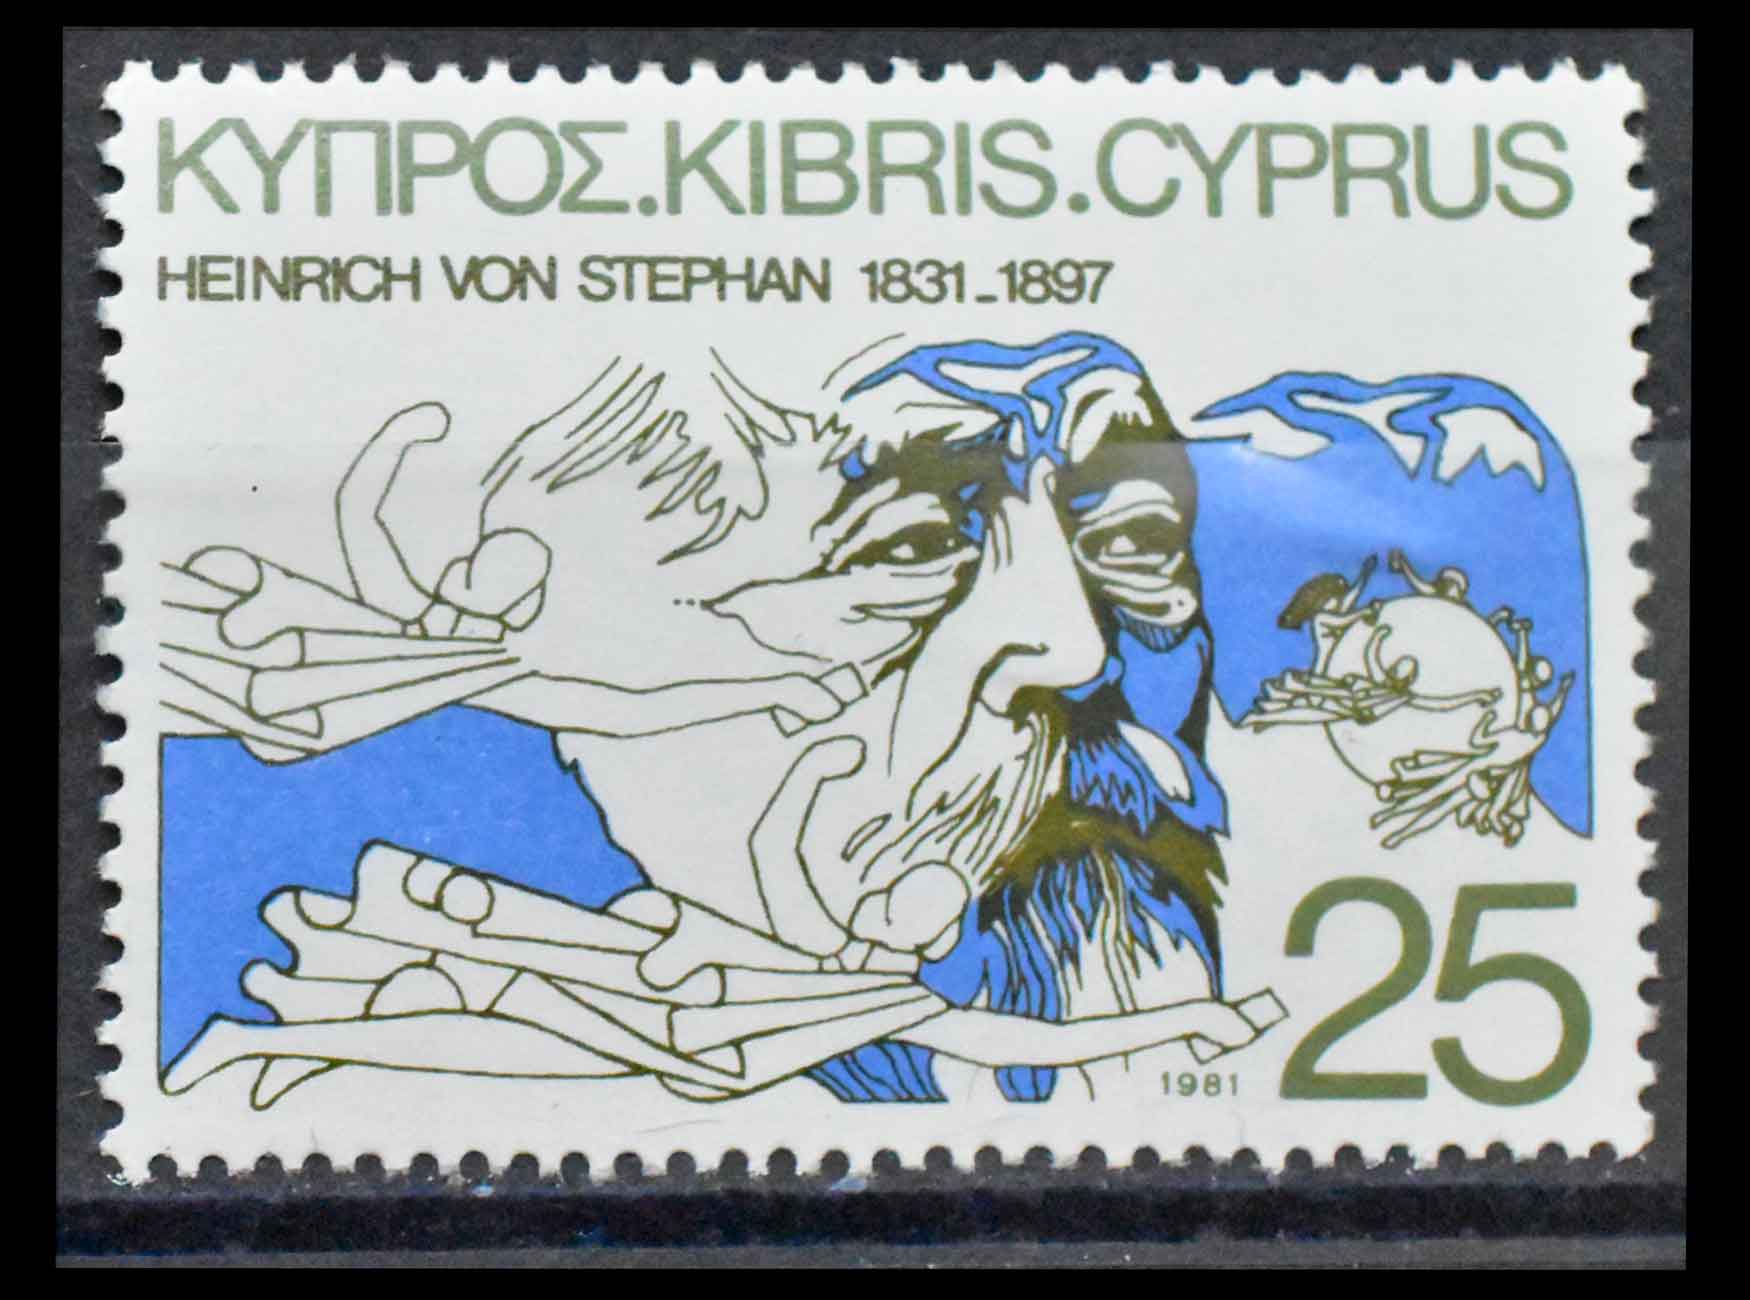 ΚΥΠΡΟΣ.KIBRIS.CYPRUS
HEINRICH VON STEPHAN 1831-1897
1981
25